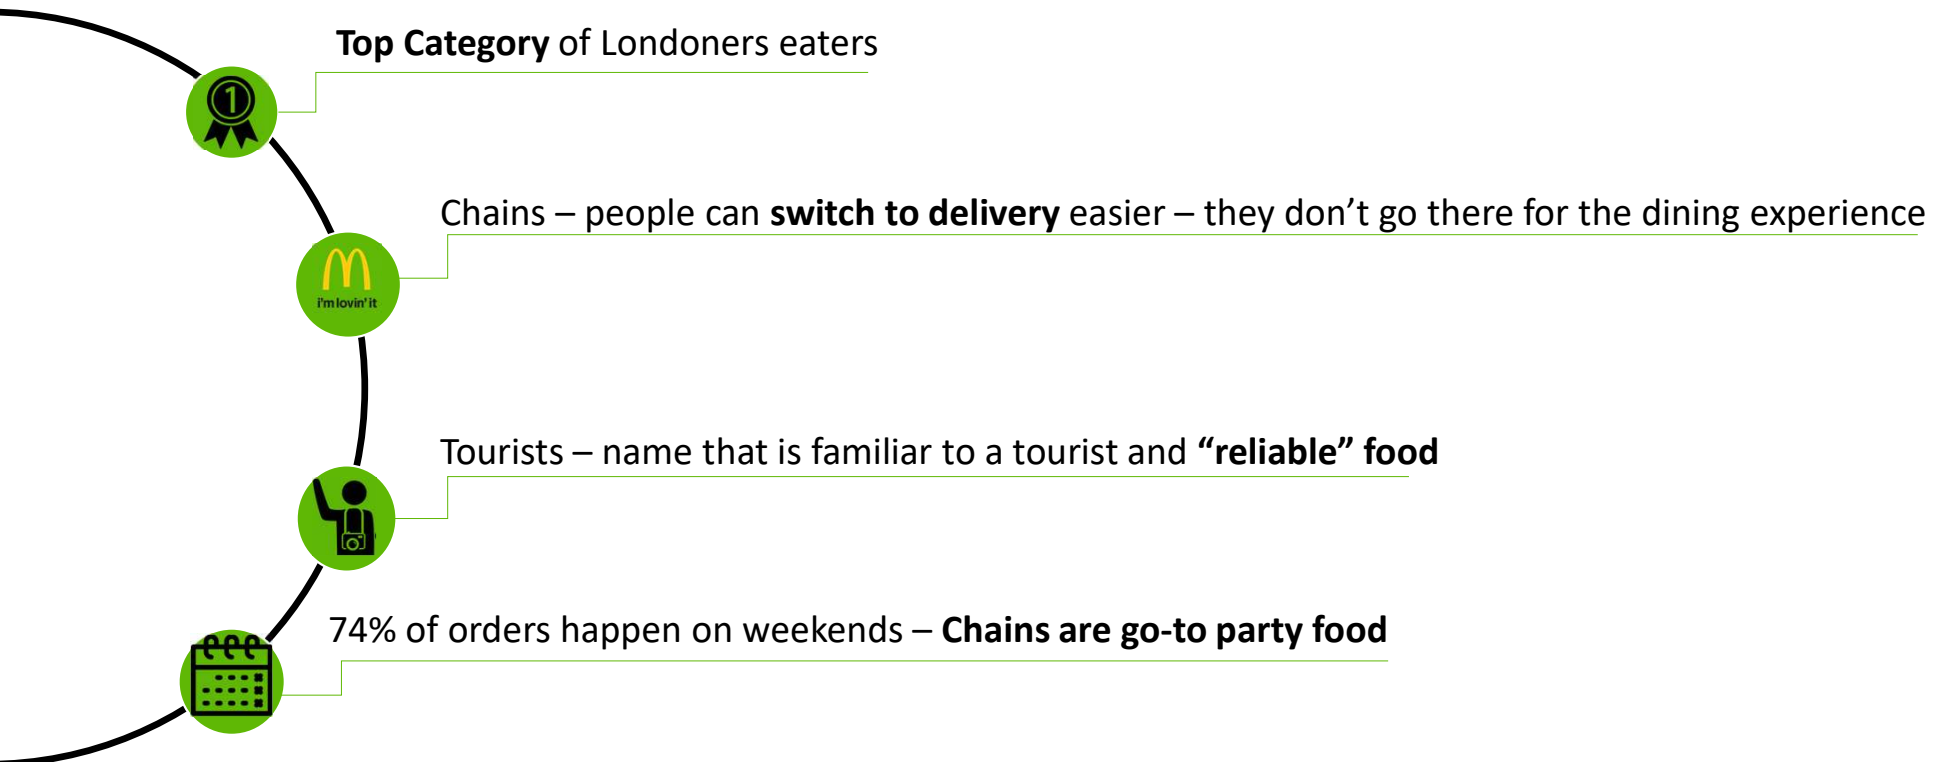 Top Category of Londoners eaters
1
Chains – people can switch to delivery easier – they don’t go there for the dining experience
i'm lovin' it
Tourists – name that is familiar to a tourist and “reliable” food
74% of orders happen on weekends – Chains are go-to party food